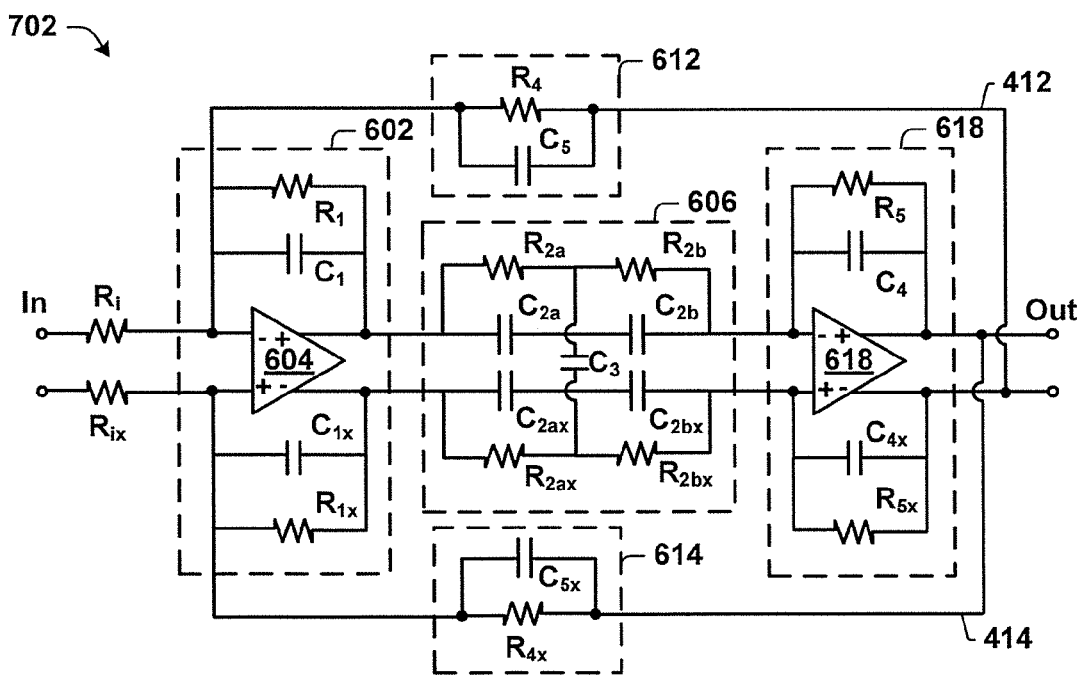 702
612
R4
412
C5
602
618
606
R1
R5
R2a
R2b
C1
C4
In
Ri
C2a
C2b
Out
- +
604
+ -
C3
- +
618
+ -
Rix
C1x
C2ax
C2bx
C4x
R1x
R2ax
R2bx
R5x
614
C5x
R4x
414